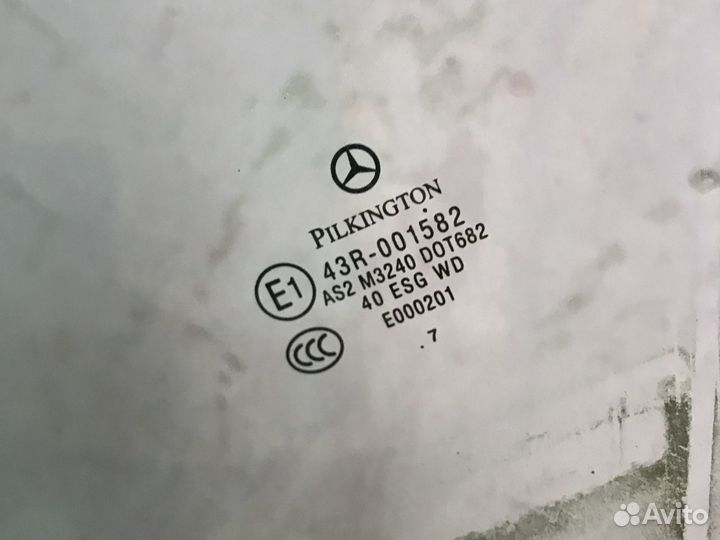 PILKINGTON
43R-001582
E1
AS2 M3240 DOT682
40 ESG WD
E000201
CCC
. 7
Avito